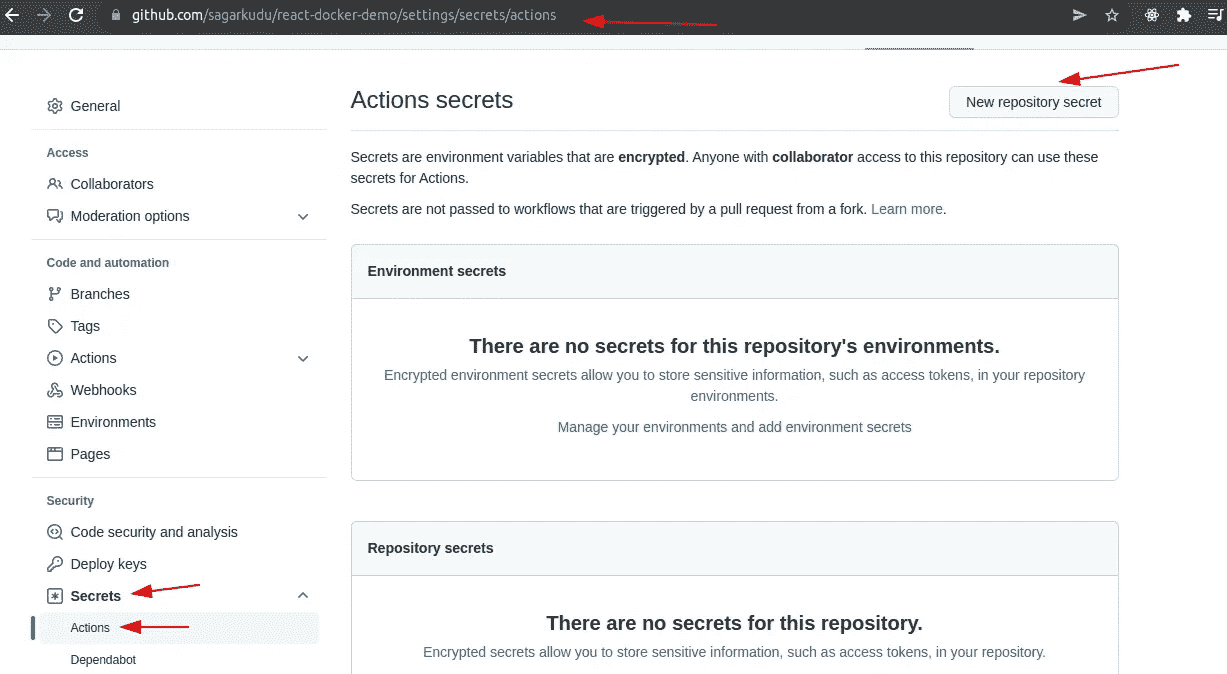 github.com/sagarkudu/react-docker-demo/settings/secrets/actions
General
Access
Collaborators
Moderation options
Code and automation
Branches
Tags
Actions
Webhooks
Environments
Pages
Security
Code security and analysis
Deploy keys
Secrets
Actions
Dependabot
Actions secrets
New repository secret
Secrets are environment variables that are encrypted. Anyone with collaborator access to this repository can use these
secrets for Actions.
Secrets are not passed to workflows that are triggered by a pull request from a fork. Learn more.
Environment secrets
There are no secrets for this repository's environments.
Encrypted environment secrets allow you to store sensitive information, such as access tokens, in your repository
environments.
Manage your environments and add environment secrets
Repository secrets
There are no secrets for this repository.
Encrypted secrets allow you to store sensitive information, such as access tokens, in your repository.